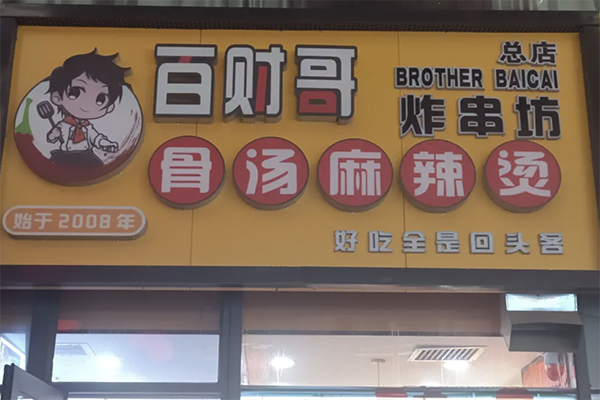 百财哥
总店
BROTHER BAICAI
炸串坊
骨汤麻辣烫
始于2008年
好吃全是回头客